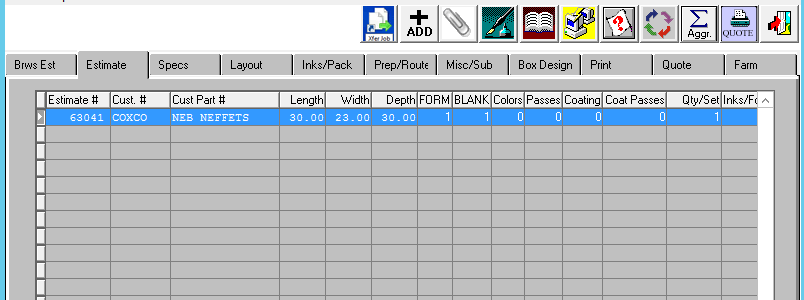 Xfer Job
ADD
?
Σ
Aggr.
QUOTE
Brws Est Estimate Specs Layout Inks/Pack Prep/Route Misc/Sub Box Design Print Quote Farm
Estimate # Cust. # Cust Part # Length Width Depth FORM BLANK Colors Passes Coating Coat Passes Qty/Set Inks/Fo
63041 COXCO NEB NEFFETS 30.00 23.00 30.00 1 1 0 0 0 0 1